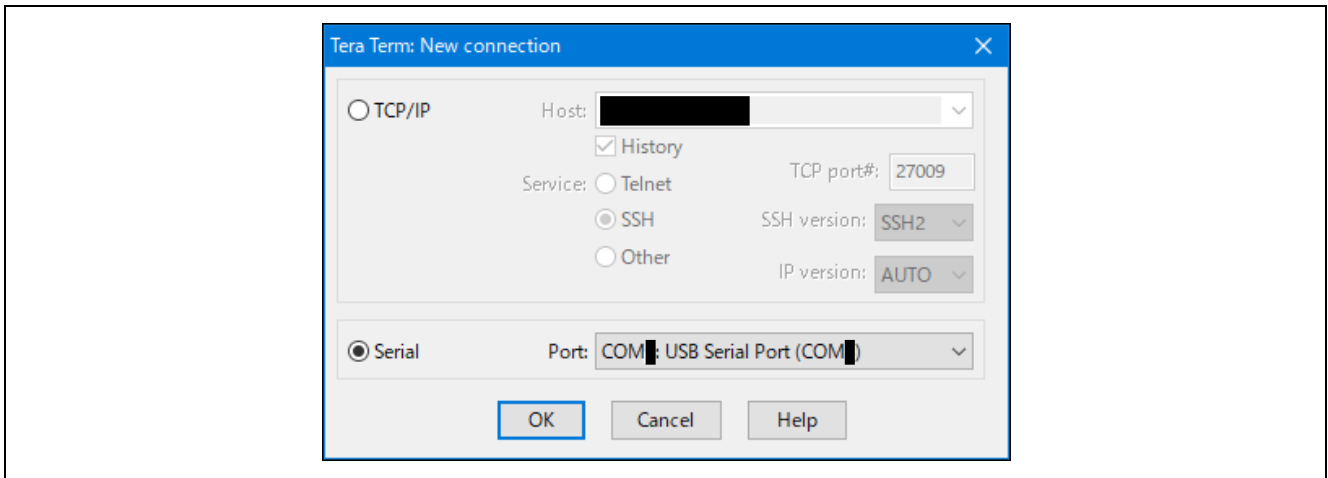 Tera Term: New connection
TCP/IP
Host:
History
Service:
Telnet
TCP port#:
27009
SSH
SSH version:
SSH2
Other
IP version:
AUTO
Serial
Port:
COM : USB Serial Port (COM )
OK
Cancel
Help